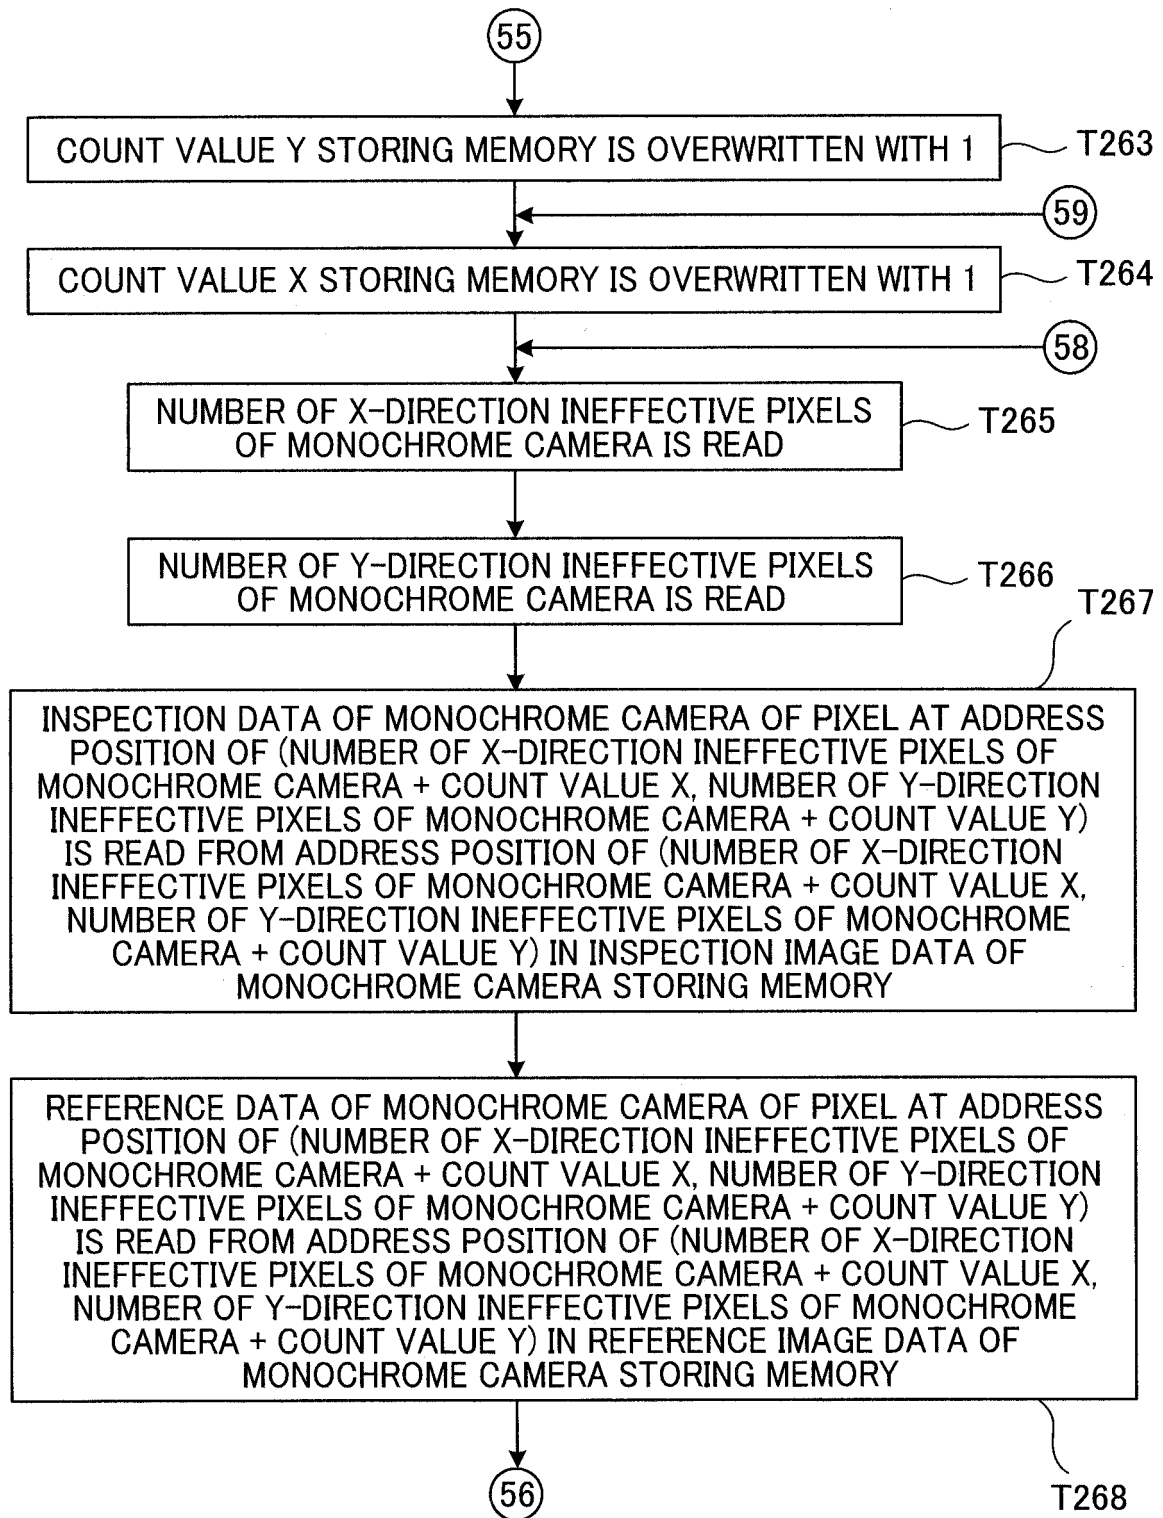 55
COUNT VALUE Y STORING MEMORY IS OVERWRITTEN WITH 1
T263
59
COUNT VALUE X STORING MEMORY IS OVERWRITTEN WITH 1
T264
58
NUMBER OF X-DIRECTION INEFFECTIVE PIXELS
OF MONOCHROME CAMERA IS READ
T265
NUMBER OF Y-DIRECTION INEFFECTIVE PIXELS
OF MONOCHROME CAMERA IS READ
T266
T267
INSPECTION DATA OF MONOCHROME CAMERA OF PIXEL AT ADDRESS
POSITION OF (NUMBER OF X-DIRECTION INEFFECTIVE PIXELS OF
MONOCHROME CAMERA + COUNT VALUE X, NUMBER OF Y-DIRECTION
INEFFECTIVE PIXELS OF MONOCHROME CAMERA + COUNT VALUE Y)
IS READ FROM ADDRESS POSITION OF (NUMBER OF X-DIRECTION
INEFFECTIVE PIXELS OF MONOCHROME CAMERA + COUNT VALUE X,
NUMBER OF Y-DIRECTION INEFFECTIVE PIXELS OF MONOCHROME
CAMERA + COUNT VALUE Y) IN INSPECTION IMAGE DATA OF
MONOCHROME CAMERA STORING MEMORY
REFERENCE DATA OF MONOCHROME CAMERA OF PIXEL AT ADDRESS
POSITION OF (NUMBER OF X-DIRECTION INEFFECTIVE PIXELS OF
MONOCHROME CAMERA + COUNT VALUE X, NUMBER OF Y-DIRECTION
INEFFECTIVE PIXELS OF MONOCHROME CAMERA + COUNT VALUE Y)
IS READ FROM ADDRESS POSITION OF (NUMBER OF X-DIRECTION
INEFFECTIVE PIXELS OF MONOCHROME CAMERA + COUNT VALUE X,
NUMBER OF Y-DIRECTION INEFFECTIVE PIXELS OF MONOCHROME
CAMERA + COUNT VALUE Y) IN REFERENCE IMAGE DATA OF
MONOCHROME CAMERA STORING MEMORY
T268
56